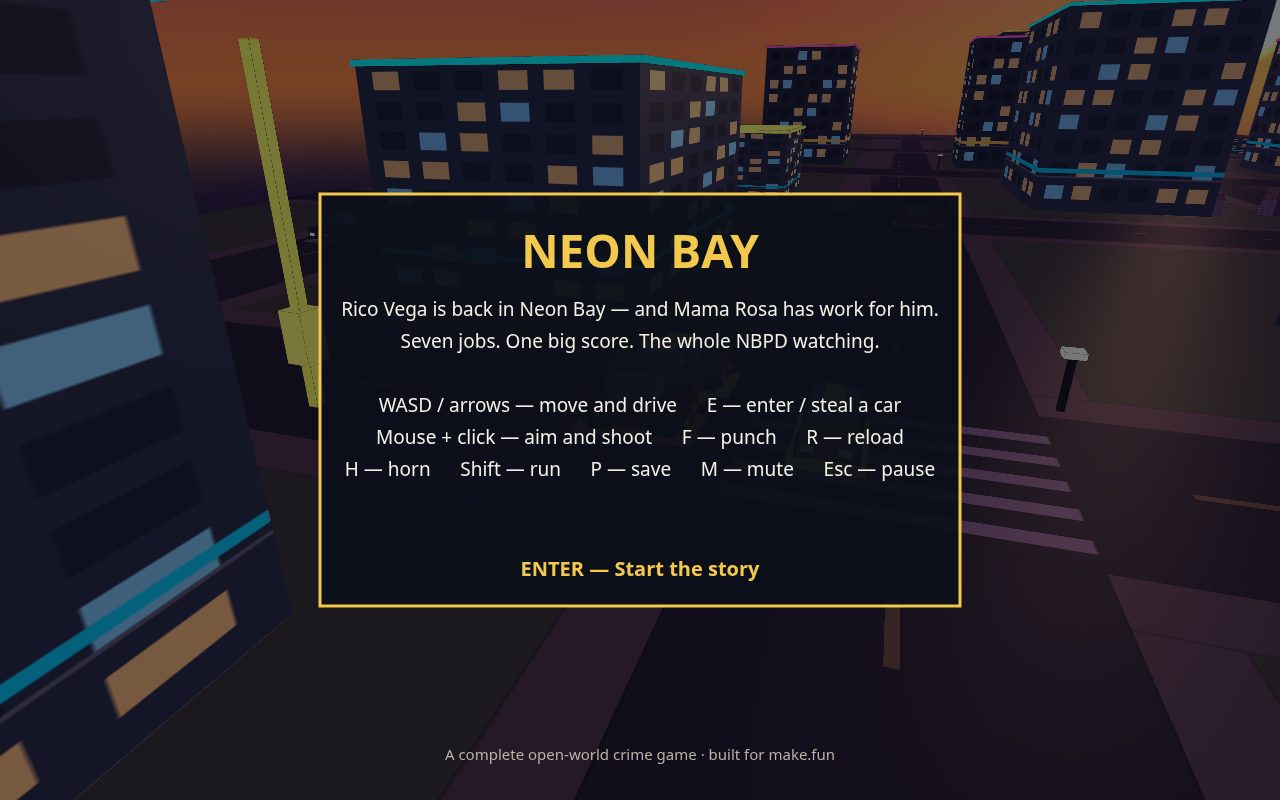 NEON BAY
Rico Vega is back in Neon Bay — and Mama Rosa has work for him.
Seven jobs. One big score. The whole NBPD watching.
WASD / arrows — move and drive E — enter / steal a car
Mouse + click — aim and shoot F — punch R — reload
H — horn Shift — run P — save M — mute Esc — pause
ENTER — Start the story
A complete open-world crime game · built for make.fun